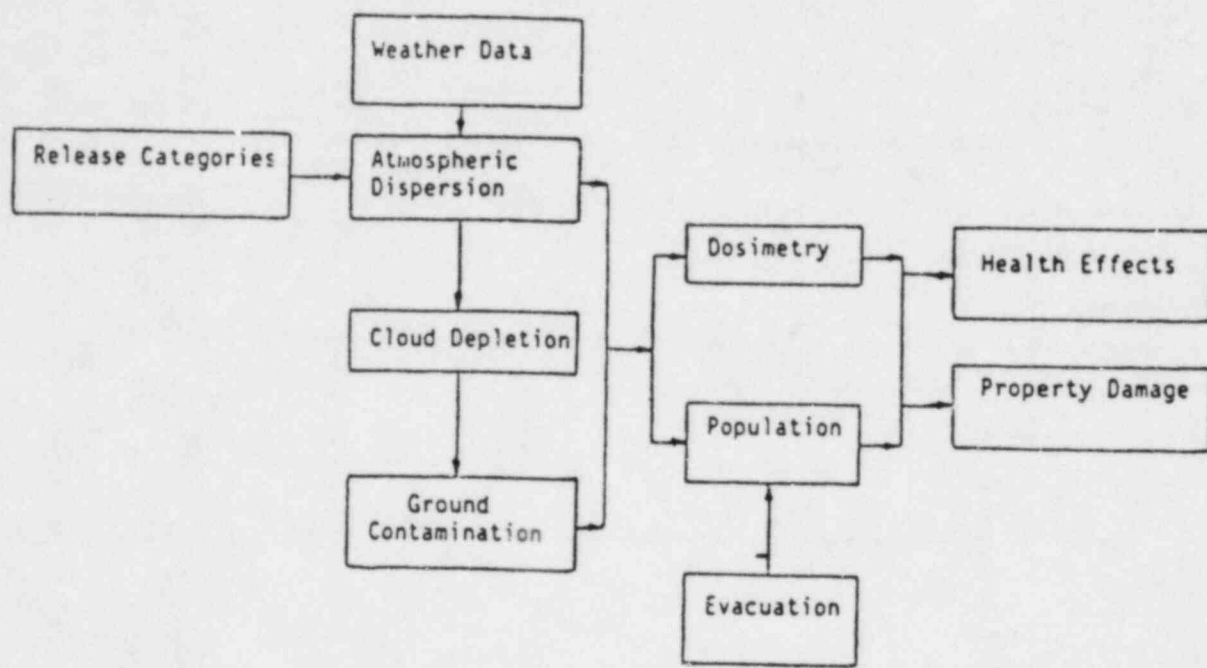 Weather Data
Release Categories
Atmospheric
Dispersion
Dosimetry
Health Effects
Cloud Depletion
Property Damage
Population
Ground
Contamination
Evacuation